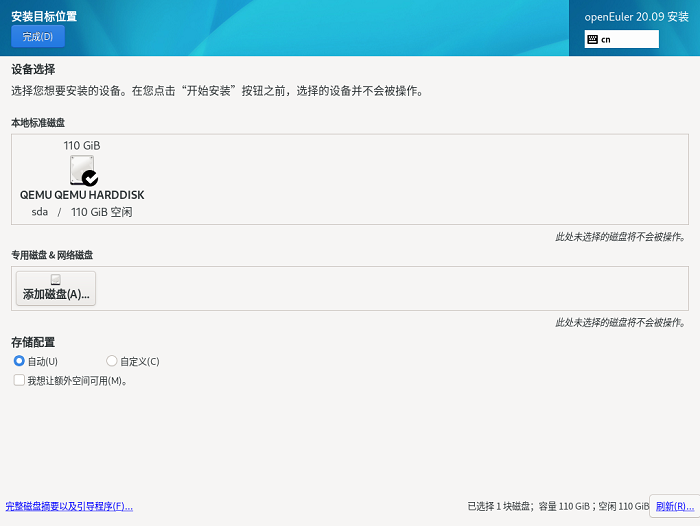 安装目标位置
完成(D)
openEuler 20.09 安装
cn
设备选择
选择您想要安装的设备。在您点击“开始安装”按钮之前，选择的设备并不会被操作。
本地标准磁盘
110 GiB
QEMU QEMU HARDDISK
sda / 110 GiB 空闲
此处未选择的磁盘将不会被操作。
专用磁盘 & 网络磁盘
添加磁盘(A)...
此处未选择的磁盘将不会被操作。
存储配置
自动(U) 自定义(C)
我想让额外空间可用(M)。
完整磁盘摘要以及引导程序(F)... 已选择 1 块磁盘；容量 110 GiB；空闲 110 GiB 刷新(R)...